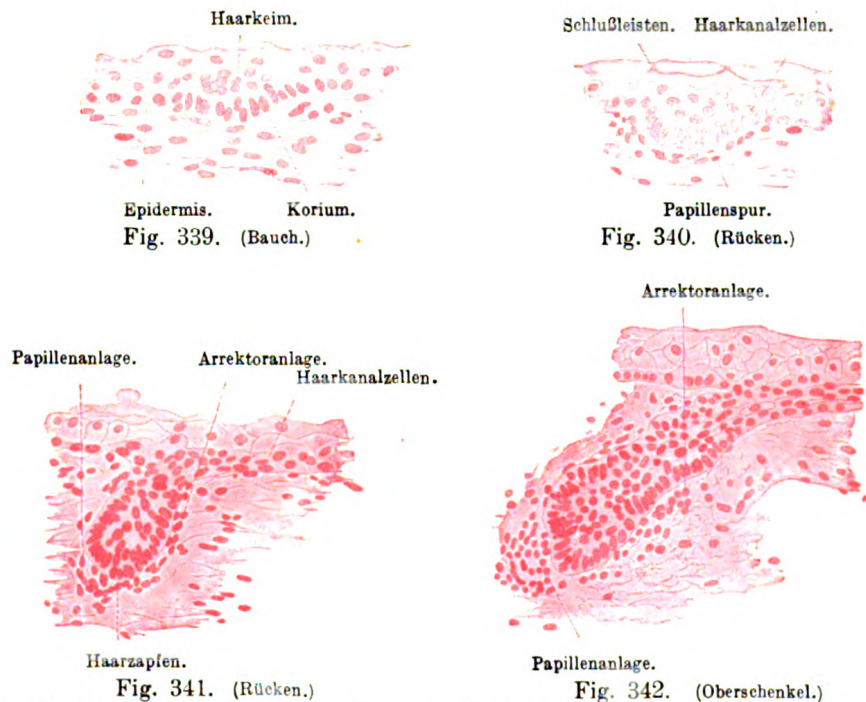 Haarkeim.
Epidermis. Korium.
Fig. 339. (Bauch.)
Schlußleisten. Haarkanalzellen.
Papillenspur.
Fig. 340. (Rücken.)
Papillenanlage. Arrektoranlage.
Haarkanalzellen.
Haarzapfen.
Fig. 341. (Rücken.)
Arrektoranlage.
Papillenanlage.
Fig. 342. (Oberschenkel.)